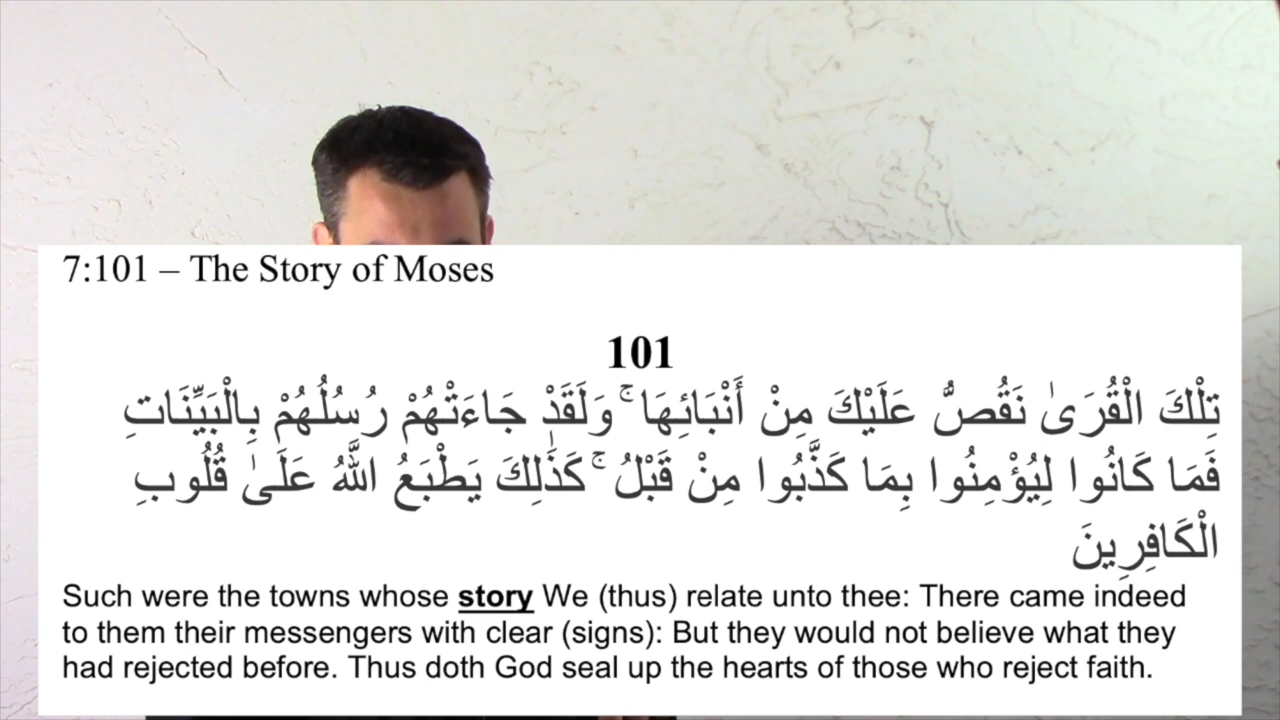 7:101 – The Story of Moses
101
تِلْكَ الْقُرَىٰ نَقُصُّ عَلَيْكَ مِنْ أَنْبَائِهَا ۚ وَلَقَدْ جَاءَتْهُمْ رُسُلُهُمْ بِالْبَيِّنَاتِ
فَمَا كَانُوا لِيُؤْمِنُوا بِمَا كَذَّبُوا مِنْ قَبْلُ ۚ كَذَٰلِكَ يَطْبَعُ اللَّهُ عَلَىٰ قُلُوبِ
الْكَافِرِينَ
Such were the towns whose story We (thus) relate unto thee: There came indeed
to them their messengers with clear (signs): But they would not believe what they
had rejected before. Thus doth God seal up the hearts of those who reject faith.